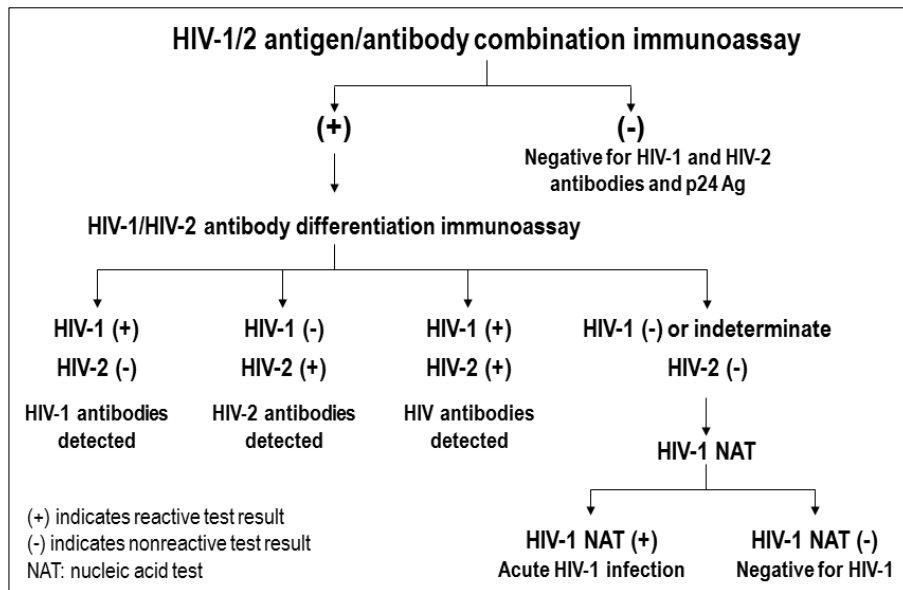 HIV-1/2 antigen/antibody combination immunoassay
(+)
(-)
Negative for HIV-1 and HIV-2
antibodies and p24 Ag
HIV-1/HIV-2 antibody differentiation immunoassay
HIV-1 (+)
HIV-2 (-)
HIV-1 antibodies
detected
HIV-1 (-)
HIV-2 (+)
HIV-2 antibodies
detected
HIV-1 (+)
HIV-2 (+)
HIV antibodies
detected
HIV-1 (-) or indeterminate
HIV-2 (-)
HIV-1 NAT
HIV-1 NAT (+)
Acute HIV-1 infection
HIV-1 NAT (-)
Negative for HIV-1
(+) indicates reactive test result
(-) indicates nonreactive test result
NAT: nucleic acid test